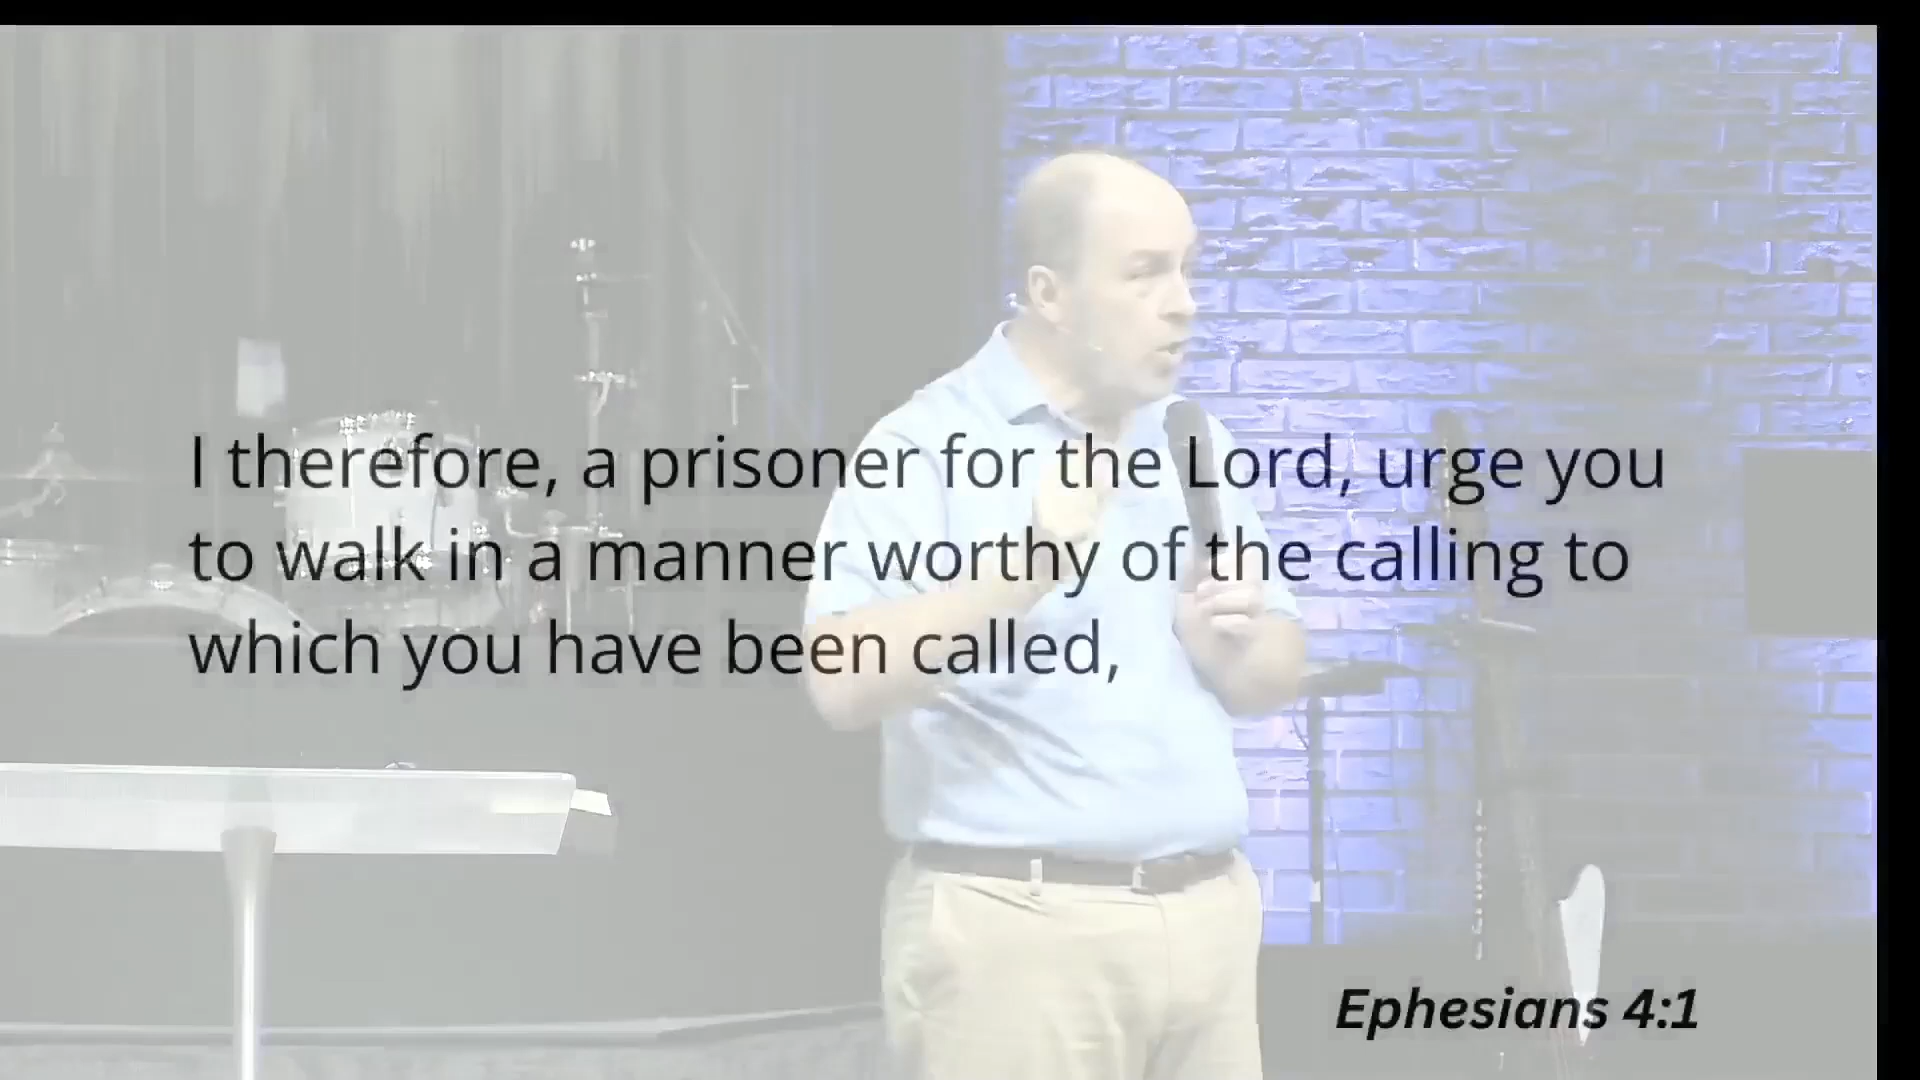 I therefore, a prisoner for the Lord, urge you
to walk in a manner worthy of the calling to
which you have been called,
Ephesians 4:1